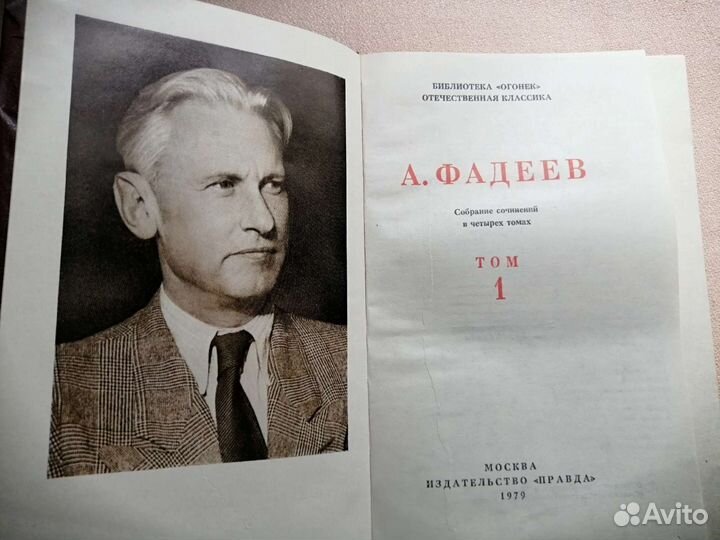 БИБЛИОТЕКА «ОГОНЕК»
ОТЕЧЕСТВЕННАЯ КЛАССИКА
А. ФАДЕЕВ
Собрание сочинений
в четырех томах
ТОМ
1
МОСКВА
ИЗДАТЕЛЬСТВО «ПРАВДА»
1979
Avito